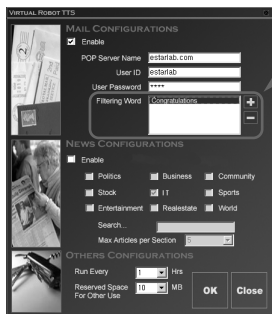 VIRTUAL ROBOT TTS
MAIL CONFIGURATIONS
Enable
POP Server Name estarlab.com
User ID estarlab
User Password ****
Filtering Word Congratulations
NEWS CONFIGURATIONS
Enable
Politics Business Community
Stock IT Sports
Entertainment Realestate World
Search...
Max Articles per Section 5
OTHERS CONFIGURATIONS
Run Every 1 Hrs
Reserved Space For Other Use 10 MB
OK Close